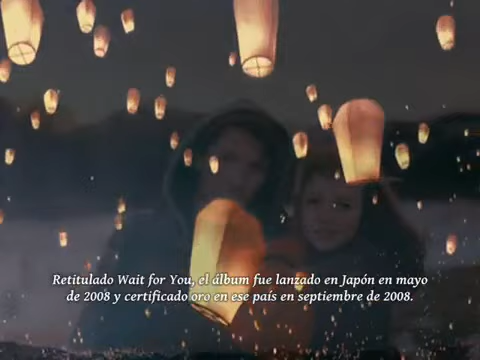 Retitulado Wait for You, el álbum fue lanzado en Japón en mayo
de 2008 y certificado oro en ese país en septiembre de 2008.